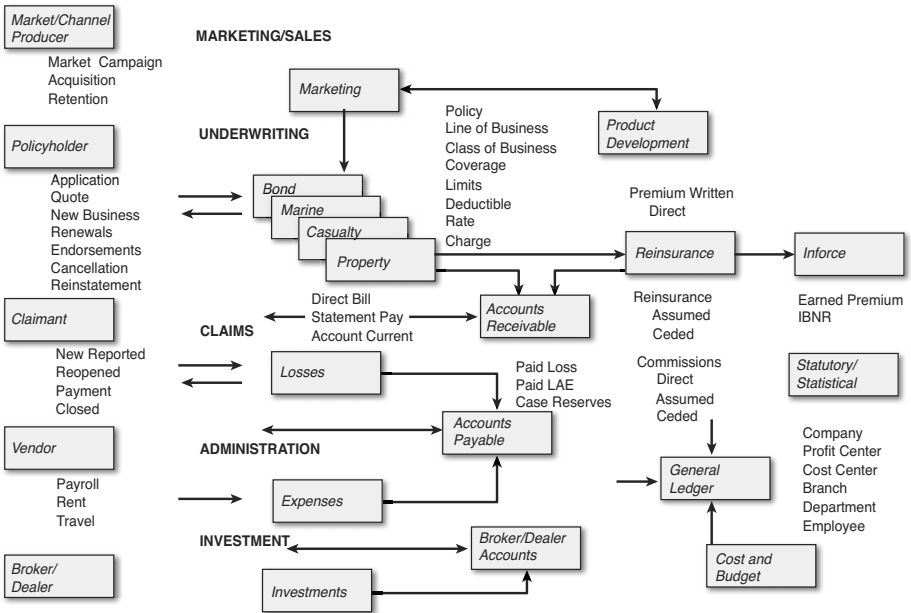 Market/Channel
Producer
Market Campaign
Acquisition
Retention
Policyholder
Application
Quote
New Business
Renewals
Endorsements
Cancellation
Reinstatement
Claimant
New Reported
Reopened
Payment
Closed
Vendor
Payroll
Rent
Travel
Broker/
Dealer
MARKETING/SALES
Marketing
Product
Development
UNDERWRITING
Bond
Marine
Casualty
Property
Policy
Line of Business
Class of Business
Coverage
Limits
Deductible
Rate
Charge
Premium Written
Direct
Reinsurance
Inforce
Reinsurance
Assumed
Ceded
Earned Premium
IBNR
Direct Bill
Statement Pay
Account Current
Accounts
Receivable
CLAIMS
Losses
Paid Loss
Paid LAE
Case Reserves
Commissions
Direct
Assumed
Ceded
Statutory/
Statistical
Accounts
Payable
ADMINISTRATION
Expenses
General
Ledger
Company
Profit Center
Cost Center
Branch
Department
Employee
INVESTMENT
Broker/Dealer
Accounts
Investments
Cost and
Budget